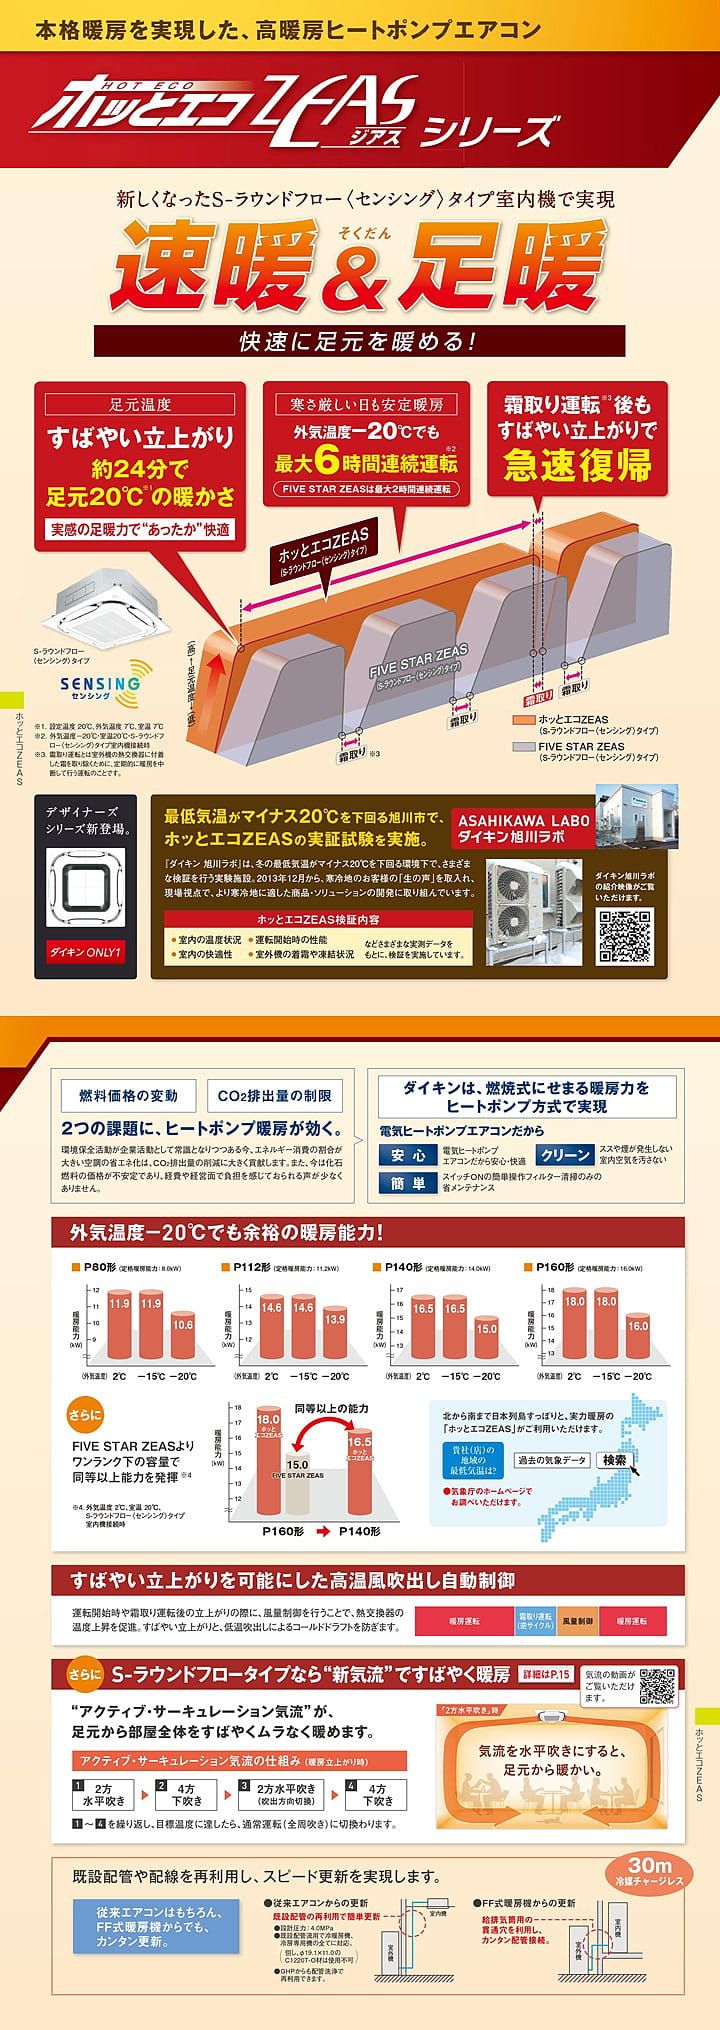 本格暖房を実現した、高暖房ヒートポンプエアコン
HOT ECO
ホッとエコZEAS シリーズ
ジアス
新しくなったS-ラウンドフロー〈センシング〉タイプ室内機で実現
そくだん
速暖&足暖
快速に足元を暖める!
足元温度
すばやい立上がり
約24分で
足元20℃※1の暖かさ
実感の足暖力で“あったか”快適
寒さ厳しい日も安定暖房
外気温度−20℃でも
最大6時間連続運転※2
FIVE STAR ZEASは最大2時間連続運転
霜取り運転※3後も
すばやい立上がりで
急速復帰
ホッとエコZEAS
(S-ラウンドフロー〈センシング〉タイプ)
S-ラウンドフロー
〈センシング〉タイプ
SENSING
センシング
(高)↑足元温度↓(低)
FIVE STAR ZEAS
(S-ラウンドフロー〈センシング〉タイプ)
霜取り※3
霜取り
霜取り
霜取り
ホッとエコZEAS
(S-ラウンドフロー〈センシング〉タイプ)
FIVE STAR ZEAS
(S-ラウンドフロー〈センシング〉タイプ)
※1. 設定温度 20℃、外気温度 7℃、室温 7℃
※2. 外気温度−20℃・室温20℃・S-ラウンドフ
ロー〈センシング〉タイプ室内機接続時
※3. 霜取り運転とは室外機の熱交換器に付着
した霜を取り除くために、定期的に暖房を中
断して行う運転のことです。
ホッとエコZEAS
デザイナーズ
シリーズ新登場。
ダイキン ONLY1
最低気温がマイナス20℃を下回る旭川市で、
ホッとエコZEASの実証試験を実施。
ASAHIKAWA LABO
ダイキン旭川ラボ
『ダイキン 旭川ラボ』は、冬の最低気温がマイナス20℃を下回る環境下で、さまざま
な検証を行う実験施設。2013年12月から、寒冷地のお客様の「生の声」を取入れ、
現場視点で、より寒冷地に適した商品・ソリューションの開発に取り組んでいます。
ホッとエコZEAS検証内容
●室内の温度状況 ●運転開始時の性能
●室内の快適性 ●室外機の着霜や凍結状況
などさまざまな実測データを
もとに、検証を実施しています。
ダイキン旭川ラボ
の紹介映像がご覧
いただけます。
燃料価格の変動
CO2排出量の制限
2つの課題に、ヒートポンプ暖房が効く。
環境保全活動が企業活動として常識となりつつある今、エネルギー消費の割合が
大きい空調の省エネ化は、CO2排出量の削減に大きく貢献します。また、今は化石
燃料の価格が不安定であり、経費や経営面で負担を感じておられる声が少なく
ありません。
ダイキンは、燃焼式にせまる暖房力を
ヒートポンプ方式で実現
電気ヒートポンプエアコンだから
安心
電気ヒートポンプ
エアコンだから安心・快適
クリーン
ススや煙が発生しない
室内空気を汚さない
簡単
スイッチONの簡単操作フィルター清掃のみの
省メンテナンス
外気温度−20℃でも余裕の暖房能力!
P80形 (定格暖房能力:8.0kW)
暖房能力(kW)
12
11
10
9
11.9 11.9 10.6
(外気温度) 2℃ −15℃ −20℃
P112形 (定格暖房能力:11.2kW)
暖房能力(kW)
15
14
13
12
14.6 14.6 13.9
(外気温度) 2℃ −15℃ −20℃
P140形 (定格暖房能力:14.0kW)
暖房能力(kW)
17
16
15
14
13
16.5 16.5 15.0
(外気温度) 2℃ −15℃ −20℃
P160形 (定格暖房能力:16.0kW)
暖房能力(kW)
18
17
16
15
14
13
18.0 18.0 16.0
(外気温度) 2℃ −15℃ −20℃
さらに
FIVE STAR ZEASより
ワンランク下の容量で
同等以上能力を発揮※4
※4. 外気温度 2℃、室温 20℃、
S-ラウンドフロー〈センシング〉タイプ
室内機接続時
暖房能力(kW)
18
17
16
15
14
13
12
同等以上の能力
18.0
ホッと
エコZEAS
15.0
FIVE STAR ZEAS
16.5
ホッと
エコZEAS
P160形 P140形
北から南まで日本列島すっぽりと、実力暖房の
「ホッとエコZEAS」がご利用いただけます。
貴社(店)の
地域の
最低気温は?
過去の気象データ
検索
●気象庁のホームページで
お調べいただけます。
すばやい立上がりを可能にした高温風吹出し自動制御
運転開始時や霜取り運転後の立上がりの際に、風量制御を行うことで、熱交換器の
温度上昇を促進。すばやい立上がりと、低温吹出しによるコールドドラフトを防ぎます。
暖房運転
霜取り運転
(逆サイクル)
風量制御
暖房運転
さらに
S-ラウンドフロータイプなら“新気流”ですばやく暖房
詳細はP.15
気流の動画が
ご覧いただけ
ます。
“アクティブ・サーキュレーション気流”が、
足元から部屋全体をすばやくムラなく暖めます。
アクティブ・サーキュレーション気流の仕組み (暖房立上がり時)
1 2方
水平吹き
2 4方
下吹き
3 2方水平吹き
(吹出方向切換)
4 4方
下吹き
1〜4を繰り返し、目標温度に達したら、通常運転(全周吹き)に切換わります。
「2方水平吹き」時
気流を水平吹きにすると、
足元から暖かい。
ホッとエコZEAS
既設配管や配線を再利用し、スピード更新を実現します。
30m
冷媒チャージレス
従来エアコンはもちろん、
FF式暖房機からでも、
カンタン更新。
●従来エアコンからの更新
既設配管の再利用で簡単更新
●設計圧力:4.0MPa
●既設配管流用で冷暖房機、
冷房専用機の全てに対応。
(但し、φ19.1×t1.0の
C1220T-O材は使用不可)
●GHPからも配管洗浄で
再利用できます。
室内機
室外機
●FF式暖房機からの更新
給排気筒用の
貫通穴を利用し、
カンタン配管接続。
室内機
室外機